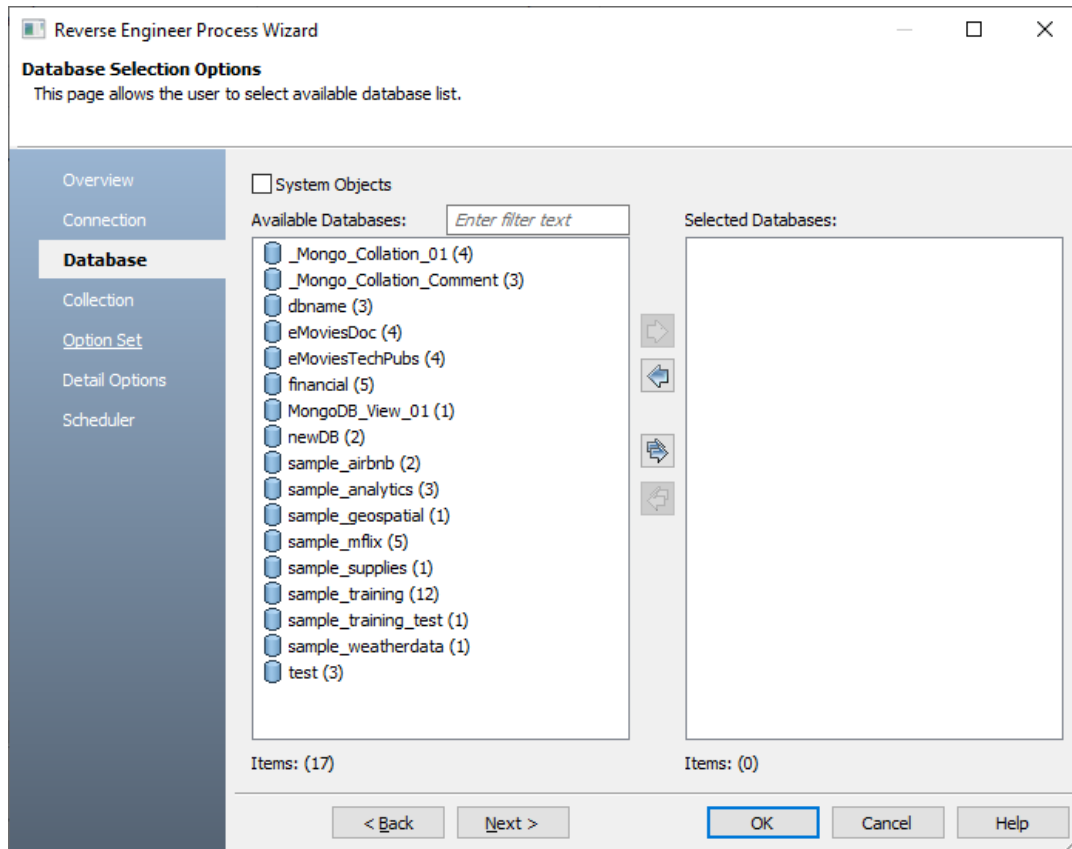 Reverse Engineer Process Wizard
Database Selection Options
This page allows the user to select available database list.
Overview
Connection
Database
Collection
Option Set
Detail Options
Scheduler
System Objects
Available Databases: Enter filter text
_Mongo_Collation_01 (4)
_Mongo_Collation_Comment (3)
dbname (3)
eMoviesDoc (4)
eMoviesTechPubs (4)
financial (5)
MongoDB_View_01 (1)
newDB (2)
sample_airbnb (2)
sample_analytics (3)
sample_geospatial (1)
sample_mflix (5)
sample_supplies (1)
sample_training (12)
sample_training_test (1)
sample_weatherdata (1)
test (3)
Items: (17)
Selected Databases:
Items: (0)
< Back Next > OK Cancel Help